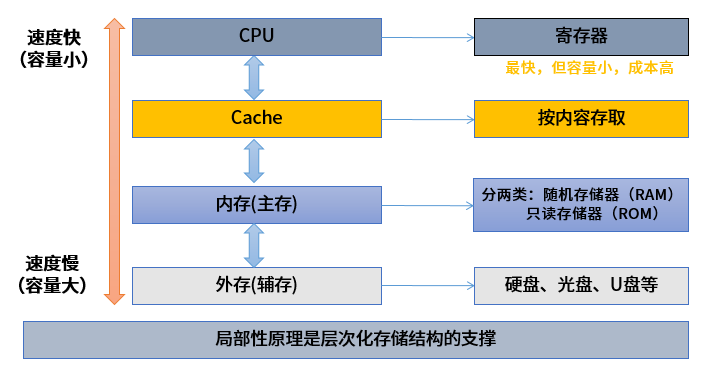 速度快
（容量小）
CPU
寄存器
最快，但容量小，成本高
Cache
按内容存取
内存(主存)
分两类：随机存储器（RAM）
只读存储器（ROM）
速度慢
（容量大）
外存(辅存)
硬盘、光盘、U盘等
局部性原理是层次化存储结构的支撑